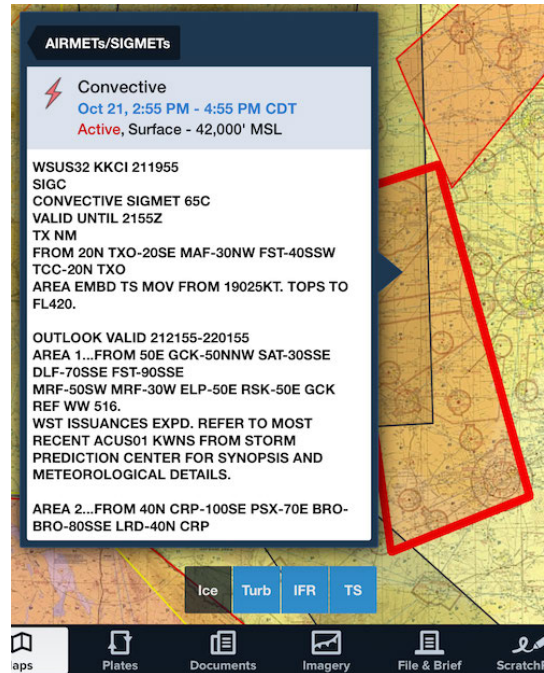 AIRMETs/SIGMETs
Convective
Oct 21, 2:55 PM - 4:55 PM CDT
Active, Surface - 42,000' MSL
WSUS32 KKCI 211955
SIGC
CONVECTIVE SIGMET 65C
VALID UNTIL 2155Z
TX NM
FROM 20N TXO-20SE MAF-30NW FST-40SSW
TCC-20N TXO
AREA EMBD TS MOV FROM 19025KT. TOPS TO
FL420.
OUTLOOK VALID 212155-220155
AREA 1...FROM 50E GCK-50NNW SAT-30SSE
DLF-70SSE FST-90SSE
MRF-50SW MRF-30W ELP-50E RSK-50E GCK
REF WW 516.
WST ISSUANCES EXPD. REFER TO MOST
RECENT ACUS01 KWNS FROM STORM
PREDICTION CENTER FOR SYNOPSIS AND
METEOROLOGICAL DETAILS.
AREA 2...FROM 40N CRP-100SE PSX-70E BRO-
BRO-80SSE LRD-40N CRP
Ice Turb IFR TS
aps Plates Documents Imagery File & Brief Scratch